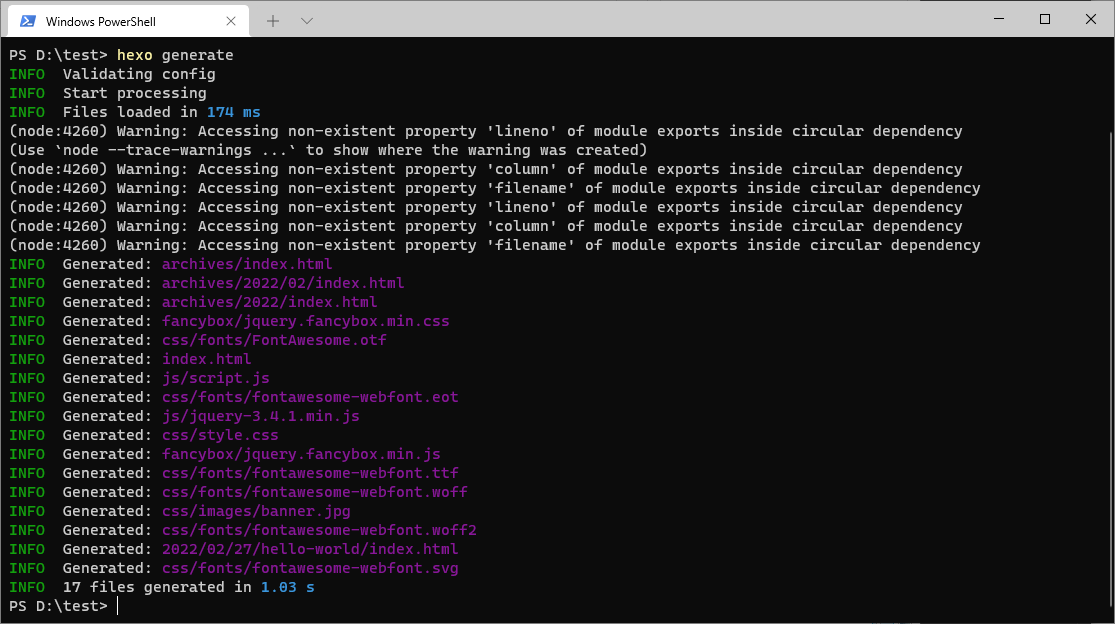 Windows PowerShell
PS D:\test> hexo generate
INFO  Validating config
INFO  Start processing
INFO  Files loaded in 174 ms
(node:4260) Warning: Accessing non-existent property 'lineno' of module exports inside circular dependency
(Use `node --trace-warnings ...` to show where the warning was created)
(node:4260) Warning: Accessing non-existent property 'column' of module exports inside circular dependency
(node:4260) Warning: Accessing non-existent property 'filename' of module exports inside circular dependency
(node:4260) Warning: Accessing non-existent property 'lineno' of module exports inside circular dependency
(node:4260) Warning: Accessing non-existent property 'column' of module exports inside circular dependency
(node:4260) Warning: Accessing non-existent property 'filename' of module exports inside circular dependency
INFO  Generated: archives/index.html
INFO  Generated: archives/2022/02/index.html
INFO  Generated: archives/2022/index.html
INFO  Generated: fancybox/jquery.fancybox.min.css
INFO  Generated: css/fonts/FontAwesome.otf
INFO  Generated: index.html
INFO  Generated: js/script.js
INFO  Generated: css/fonts/fontawesome-webfont.eot
INFO  Generated: js/jquery-3.4.1.min.js
INFO  Generated: css/style.css
INFO  Generated: fancybox/jquery.fancybox.min.js
INFO  Generated: css/fonts/fontawesome-webfont.ttf
INFO  Generated: css/fonts/fontawesome-webfont.woff
INFO  Generated: css/images/banner.jpg
INFO  Generated: css/fonts/fontawesome-webfont.woff2
INFO  Generated: 2022/02/27/hello-world/index.html
INFO  Generated: css/fonts/fontawesome-webfont.svg
INFO  17 files generated in 1.03 s
PS D:\test>